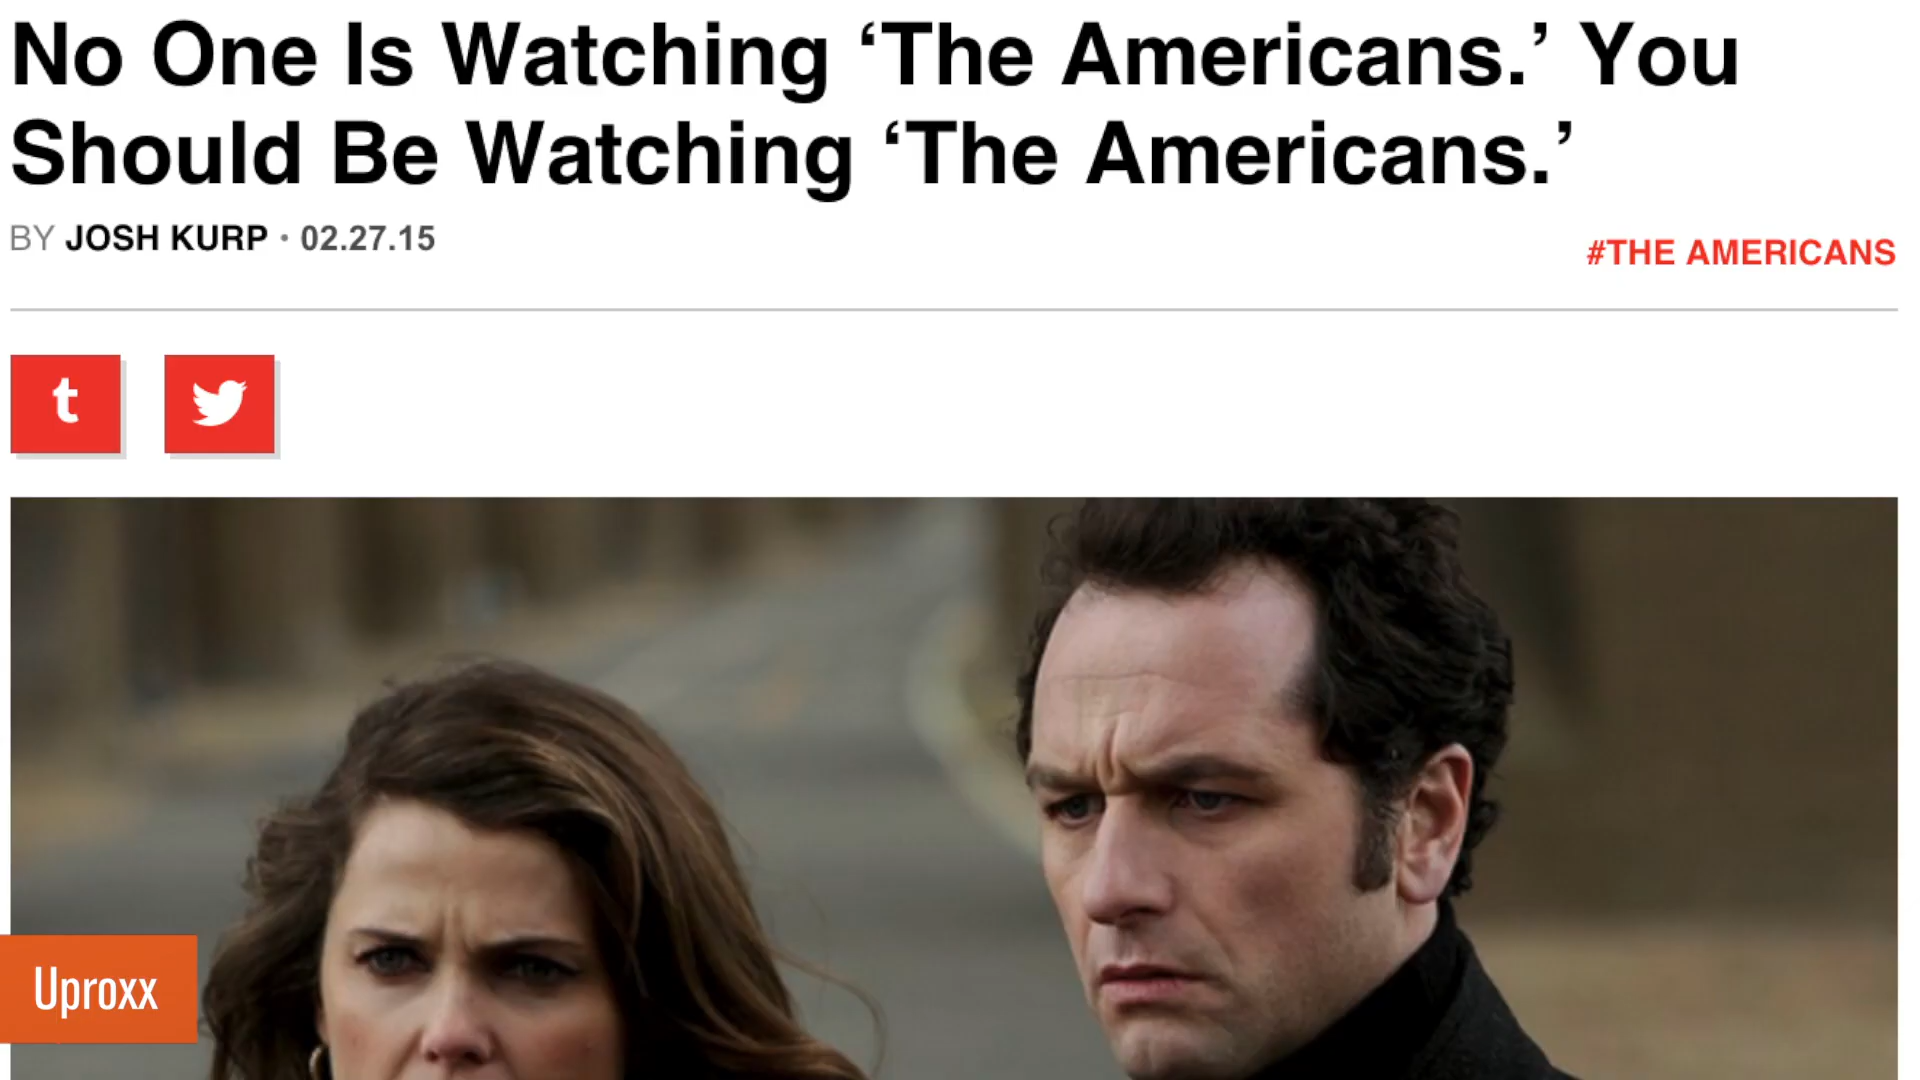 No One Is Watching ‘The Americans.’ You
Should Be Watching ‘The Americans.’
BY JOSH KURP • 02.27.15
#THE AMERICANS
t
Uproxx